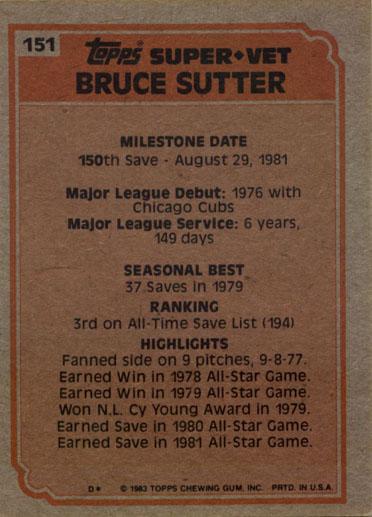 151
Topps® SUPER♦VET
BRUCE SUTTER
MILESTONE DATE
150th Save - August 29, 1981
Major League Debut: 1976 with
Chicago Cubs
Major League Service: 6 years,
149 days
SEASONAL BEST
37 Saves in 1979
RANKING
3rd on All-Time Save List (194)
HIGHLIGHTS
Fanned side on 9 pitches, 9-8-77.
Earned Win in 1978 All-Star Game.
Earned Win in 1979 All-Star Game.
Won N.L. Cy Young Award in 1979.
Earned Save in 1980 All-Star Game.
Earned Save in 1981 All-Star Game.
D* © 1983 TOPPS CHEWING GUM, INC. PRTD. IN U.S.A.